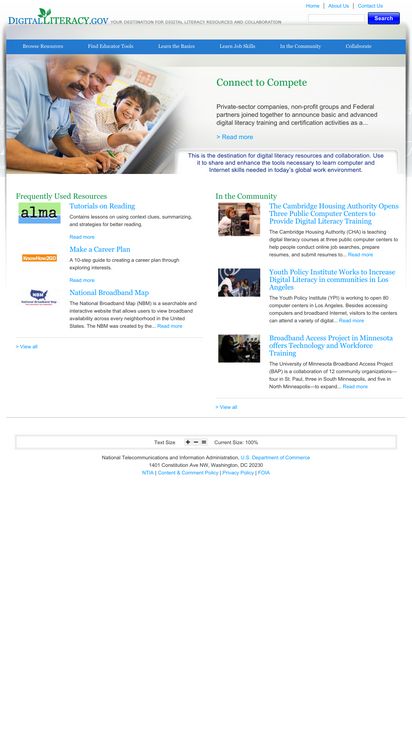 Home | About Us | Contact Us
DIGITALLITERACY.GOV YOUR DESTINATION FOR DIGITAL LITERACY RESOURCES AND COLLABORATION
Search
Browse Resources Find Educator Tools Learn the Basics Learn Job Skills In the Community Collaborate
Connect to Compete
Private-sector companies, non-profit groups and Federal
partners joined together to announce basic and advanced
digital literacy training and certification activities as a...
> Read more
This is the destination for digital literacy resources and collaboration. Use
it to share and enhance the tools necessary to learn computer and
Internet skills needed in today's global work environment.
Frequently Used Resources
alma
Tutorials on Reading
Contains lessons on using context clues, summarizing,
and strategies for better reading.
Read more
KnowHow2GO
Make a Career Plan
A 10-step guide to creating a career plan through
exploring interests.
Read more
NBM
National Broadband Map
National Broadband Map
The National Broadband Map (NBM) is a searchable and
interactive website that allows users to view broadband
availability across every neighborhood in the United
States. The NBM was created by the... Read more
> View all
In the Community
The Cambridge Housing Authority Opens
Three Public Computer Centers to
Provide Digital Literacy Training
The Cambridge Housing Authority (CHA) is teaching
digital literacy courses at three public computer centers to
help people conduct online job searches, prepare
resumes, and submit resumes to... Read more
Youth Policy Institute Works to Increase
Digital Literacy in communities in Los
Angeles
The Youth Policy Institute (YPI) is working to open 80
computer centers in Los Angeles. Besides accessing
computers and broadband Internet, visitors to the centers
can attend a variety of digital... Read more
Broadband Access Project in Minnesota
offers Technology and Workforce
Training
The University of Minnesota Broadband Access Project
(BAP) is a collaboration of 12 community organizations—
four in St. Paul, three in South Minneapolis, and five in
North Minneapolis—to expand... Read more
> View all
Text Size + − = Current Size: 100%
National Telecommunications and Information Administration, U.S. Department of Commerce
1401 Constitution Ave NW, Washington, DC 20230
NTIA | Content & Comment Policy | Privacy Policy | FOIA